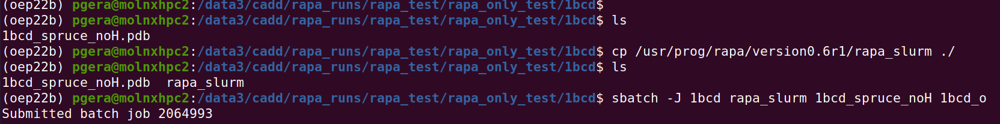 (oep22b) pgera@molnxhpc2:/data3/cadd/rapa_runs/rapa_test/rapa_only_test/1bcd$
(oep22b) pgera@molnxhpc2:/data3/cadd/rapa_runs/rapa_test/rapa_only_test/1bcd$ ls
1bcd_spruce_noH.pdb
(oep22b) pgera@molnxhpc2:/data3/cadd/rapa_runs/rapa_test/rapa_only_test/1bcd$ cp /usr/prog/rapa/version0.6r1/rapa_slurm ./
(oep22b) pgera@molnxhpc2:/data3/cadd/rapa_runs/rapa_test/rapa_only_test/1bcd$ ls
1bcd_spruce_noH.pdb  rapa_slurm
(oep22b) pgera@molnxhpc2:/data3/cadd/rapa_runs/rapa_test/rapa_only_test/1bcd$ sbatch -J 1bcd rapa_slurm 1bcd_spruce_noH 1bcd_o
Submitted batch job 2064993